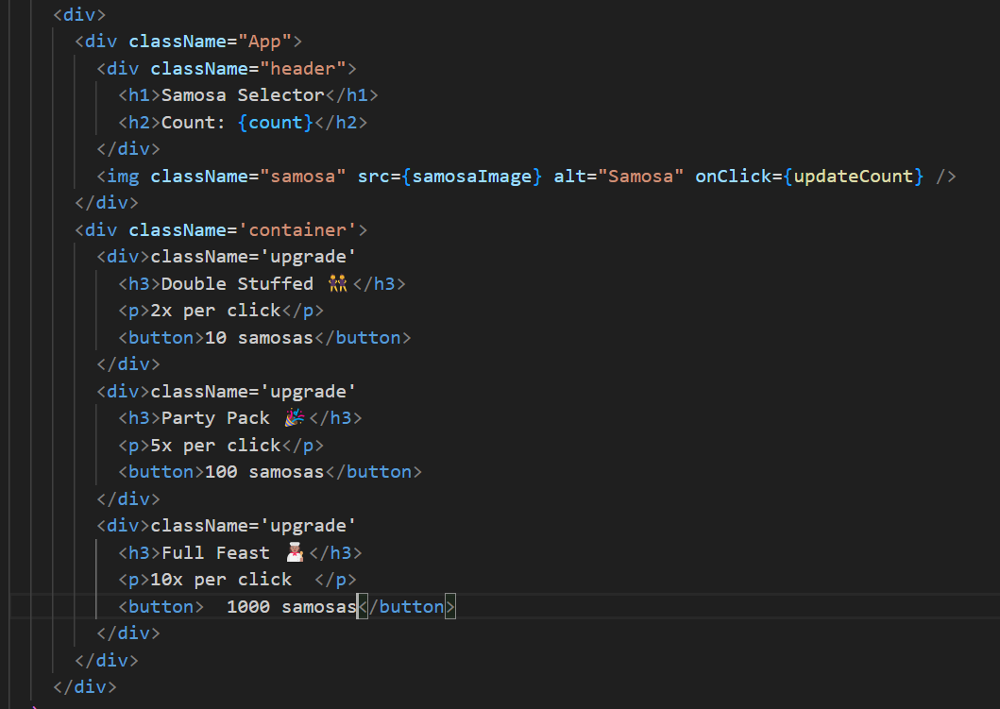 <div>
<div className="App">
<div className="header">
<h1>Samosa Selector</h1>
<h2>Count: {count}</h2>
</div>
<img className="samosa" src={samosaImage} alt="Samosa" onClick={updateCount} />
</div>
<div className='container'>
<div>className='upgrade'
<h3>Double Stuffed 👯</h3>
<p>2x per click</p>
<button>10 samosas</button>
</div>
<div>className='upgrade'
<h3>Party Pack 🎉</h3>
<p>5x per click</p>
<button>100 samosas</button>
</div>
<div>className='upgrade'
<h3>Full Feast 👩🏽‍🍳</h3>
<p>10x per click  </p>
<button>  1000 samosas</button>
</div>
</div>
</div>